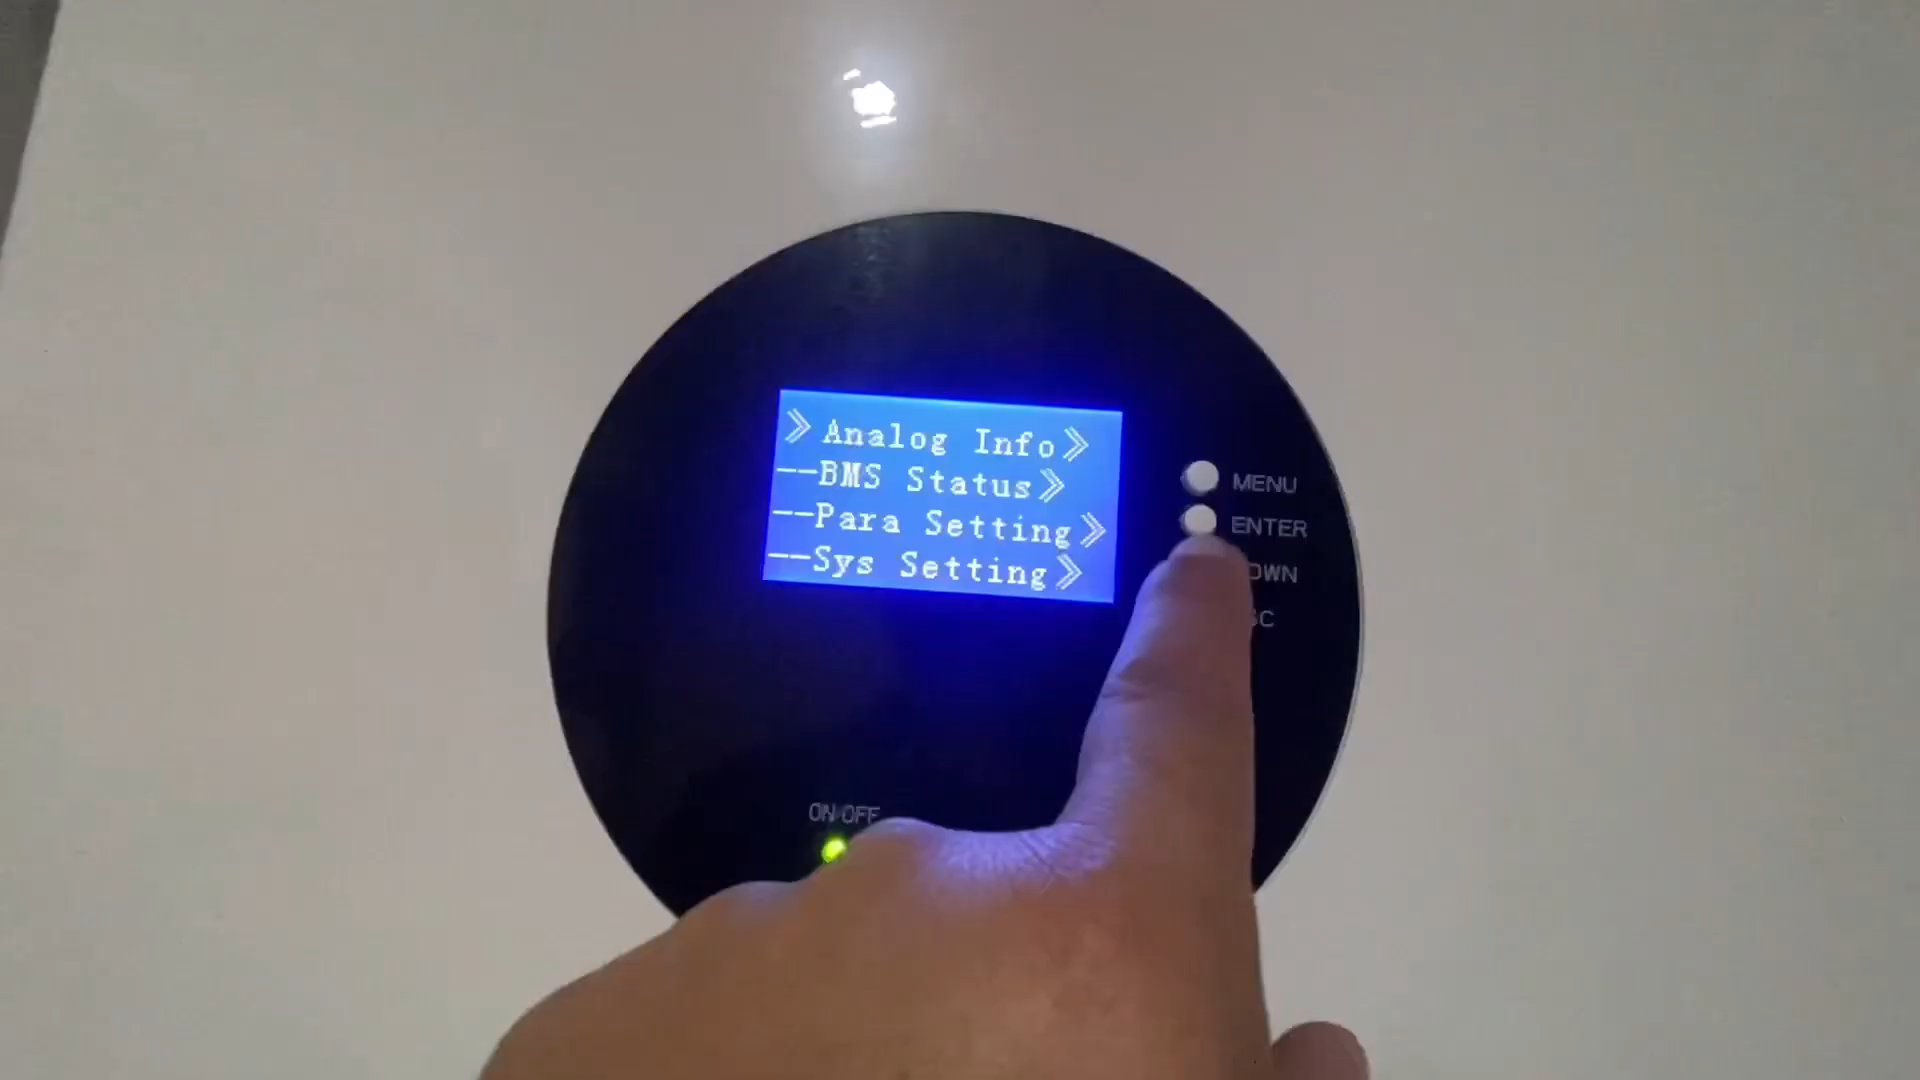 》Analog Info》
--BMS Status》
--Para Setting》
--Sys Setting》
MENU
ENTER
OWN
SC
ON/OFF